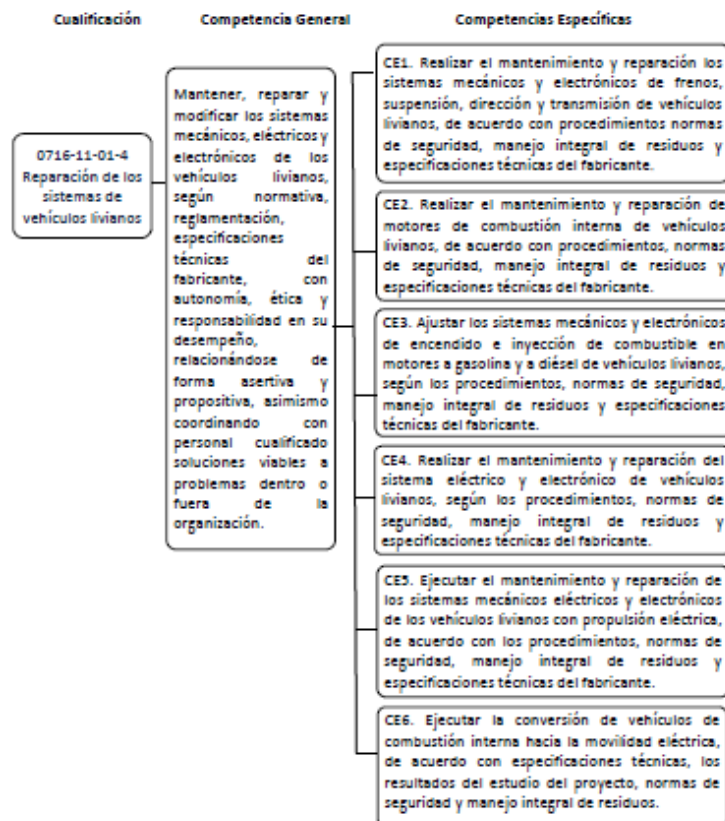 Cualificación
Competencia General
Competencias Específicas
0716-11-01-4
Reparación de los
sistemas de
vehículos livianos
Mantener, reparar y
modificar los sistemas
mecánicos, eléctricos y
electrónicos de los
vehículos livianos,
según normativa,
reglamentación,
especificaciones
técnicas del
fabricante, con
autonomía, ética y
responsabilidad en su
desempeño,
relacionándose de
forma asertiva y
propositiva, asimismo
coordinando con
personal cualificado
soluciones viables a
problemas dentro o
fuera de la
organización.
CE1. Realizar el mantenimiento y reparación los
sistemas mecánicos y electrónicos de frenos,
suspensión, dirección y transmisión de vehículos
livianos, de acuerdo con procedimientos normas
de seguridad, manejo integral de residuos y
especificaciones técnicas del fabricante.
CE2. Realizar el mantenimiento y reparación de
motores de combustión interna de vehículos
livianos, de acuerdo con procedimientos, normas
de seguridad, manejo integral de residuos y
especificaciones técnicas del fabricante.
CE3. Ajustar los sistemas mecánicos y electrónicos
de encendido e inyección de combustible en
motores a gasolina y a diésel de vehículos livianos,
según los procedimientos, normas de seguridad,
manejo integral de residuos y especificaciones
técnicas del fabricante.
CE4. Realizar el mantenimiento y reparación del
sistema eléctrico y electrónico de vehículos
livianos, según los procedimientos, normas de
seguridad, manejo integral de residuos y
especificaciones técnicas del fabricante.
CE5. Ejecutar el mantenimiento y reparación de
los sistemas mecánicos eléctricos y electrónicos
de los vehículos livianos con propulsión eléctrica,
de acuerdo con los procedimientos, normas de
seguridad, manejo integral de residuos y
especificaciones técnicas del fabricante.
CE6. Ejecutar la conversión de vehículos de
combustión interna hacia la movilidad eléctrica,
de acuerdo con especificaciones técnicas, los
resultados del estudio del proyecto, normas de
seguridad y manejo integral de residuos.